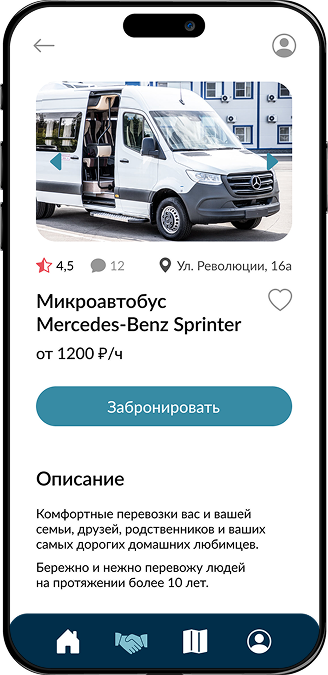 4,5
12
Ул. Революции, 16а
Микроавтобус
Mercedes-Benz Sprinter
от 1200 ₽/ч
Забронировать
Описание
Комфортные перевозки вас и вашей
семьи, друзей, родственников и ваших
самых дорогих домашних любимцев.
Бережно и нежно перевожу людей
на протяжении более 10 лет.